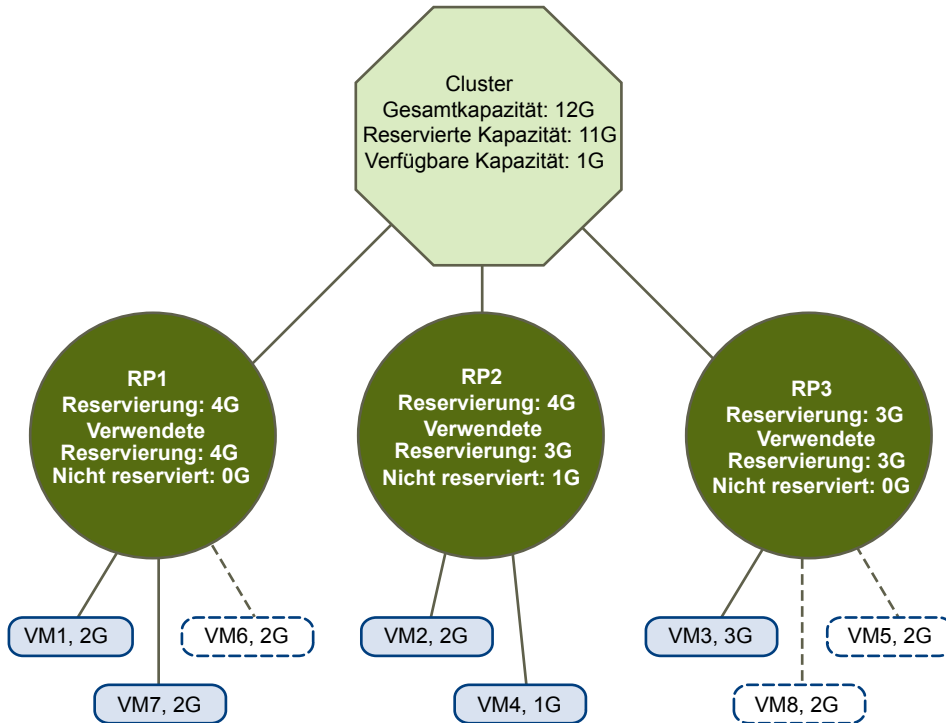 Cluster
Gesamtkapazität: 12G
Reservierte Kapazität: 11G
Verfügbare Kapazität: 1G
RP1
Reservierung: 4G
Verwendete
Reservierung: 4G
Nicht reserviert: 0G
RP2
Reservierung: 4G
Verwendete
Reservierung: 3G
Nicht reserviert: 1G
RP3
Reservierung: 3G
Verwendete
Reservierung: 3G
Nicht reserviert: 0G
VM1, 2G
VM6, 2G
VM2, 2G
VM3, 3G
VM5, 2G
VM7, 2G
VM4, 1G
VM8, 2G